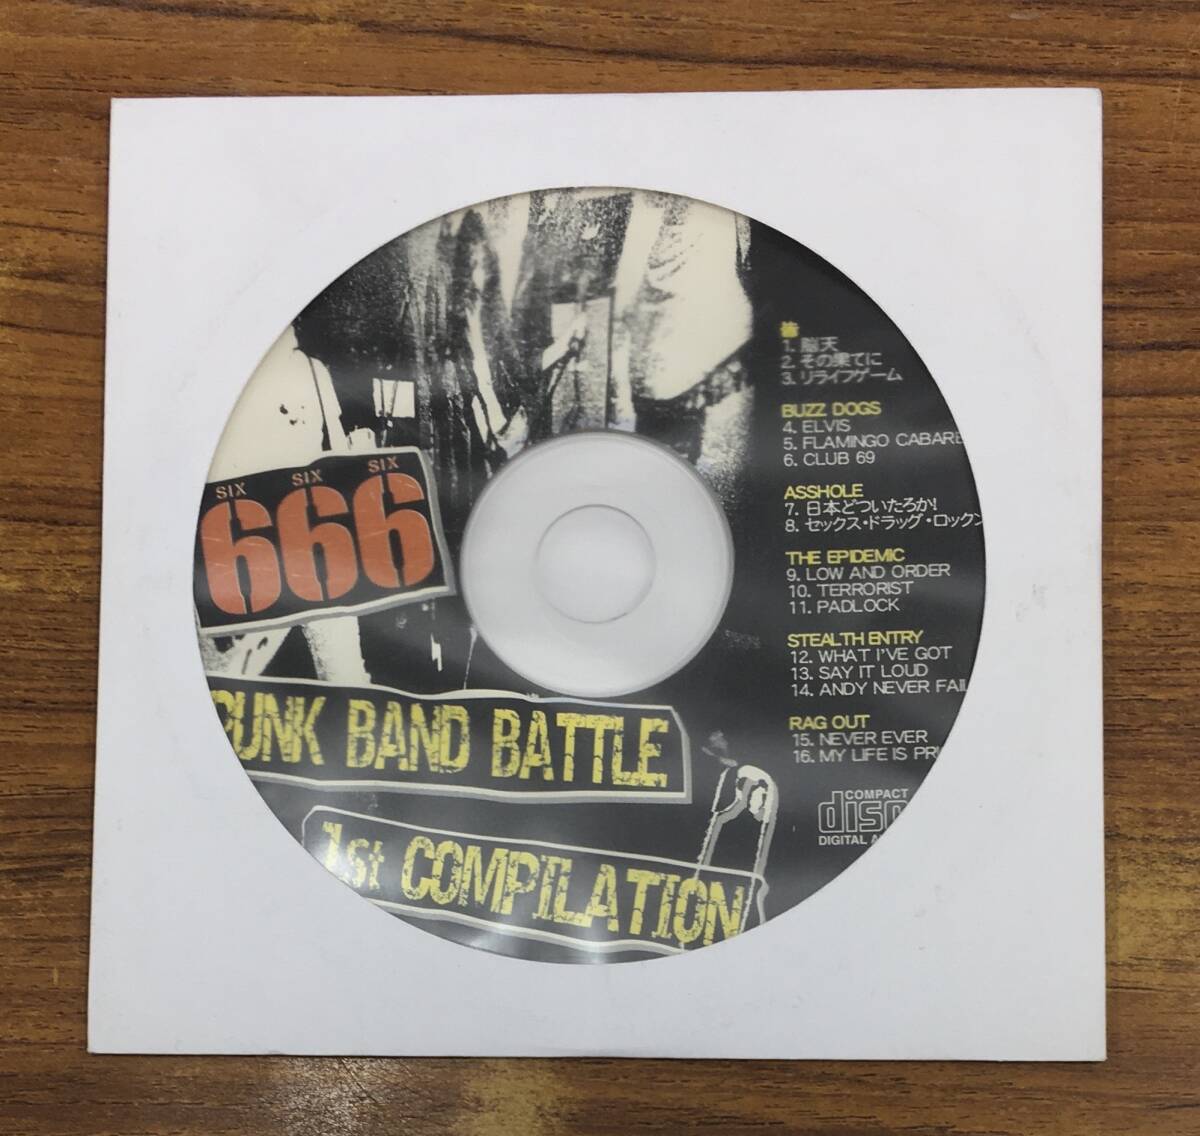 SIX SIX SIX
666
PUNK BAND BATTLE
1st COMPILATION
1. 脳天
2. その果てに
3. リライフゲーム
BUZZ DOGS
4. ELVIS
5. FLAMINGO CABARE
6. CLUB 69
ASSHOLE
7. 日本どついたろか!
8. セックス・ドラッグ・ロックン
THE EPIDEMIC
9. LOW AND ORDER
10. TERRORIST
11. PADLOCK
STEALTH ENTRY
12. WHAT I'VE GOT
13. SAY IT LOUD
14. ANDY NEVER FAIL
RAG OUT
15. NEVER EVER
16. MY LIFE IS PRI
COMPACT
disc
DIGITAL A